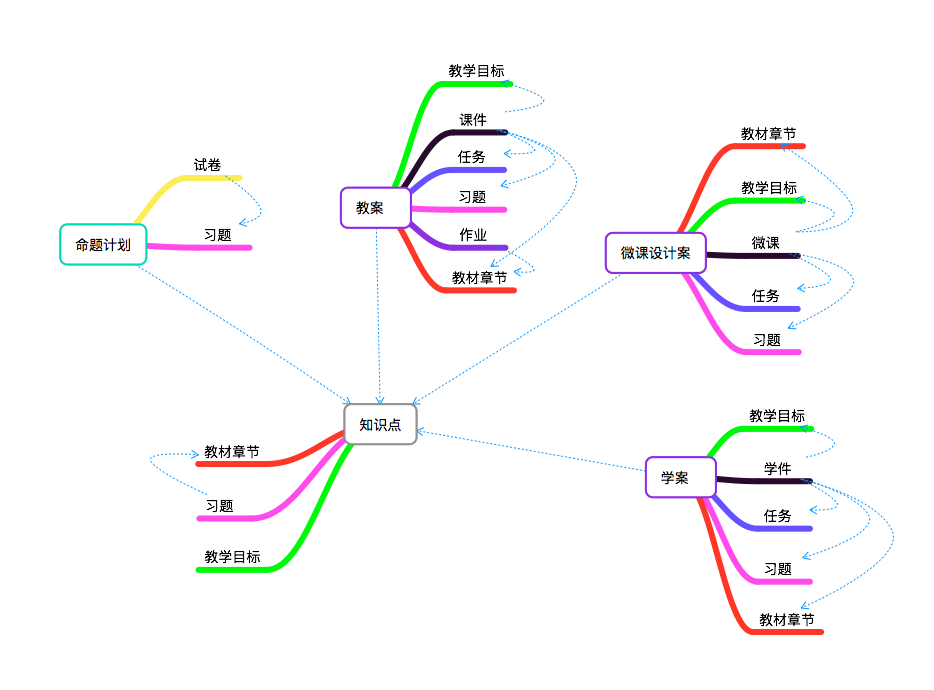 试卷
习题
命题计划
教学目标
课件
任务
习题
作业
教材章节
教案
教材章节
教学目标
微课
任务
习题
微课设计案
知识点
教材章节
习题
教学目标
教学目标
学件
任务
习题
教材章节
学案